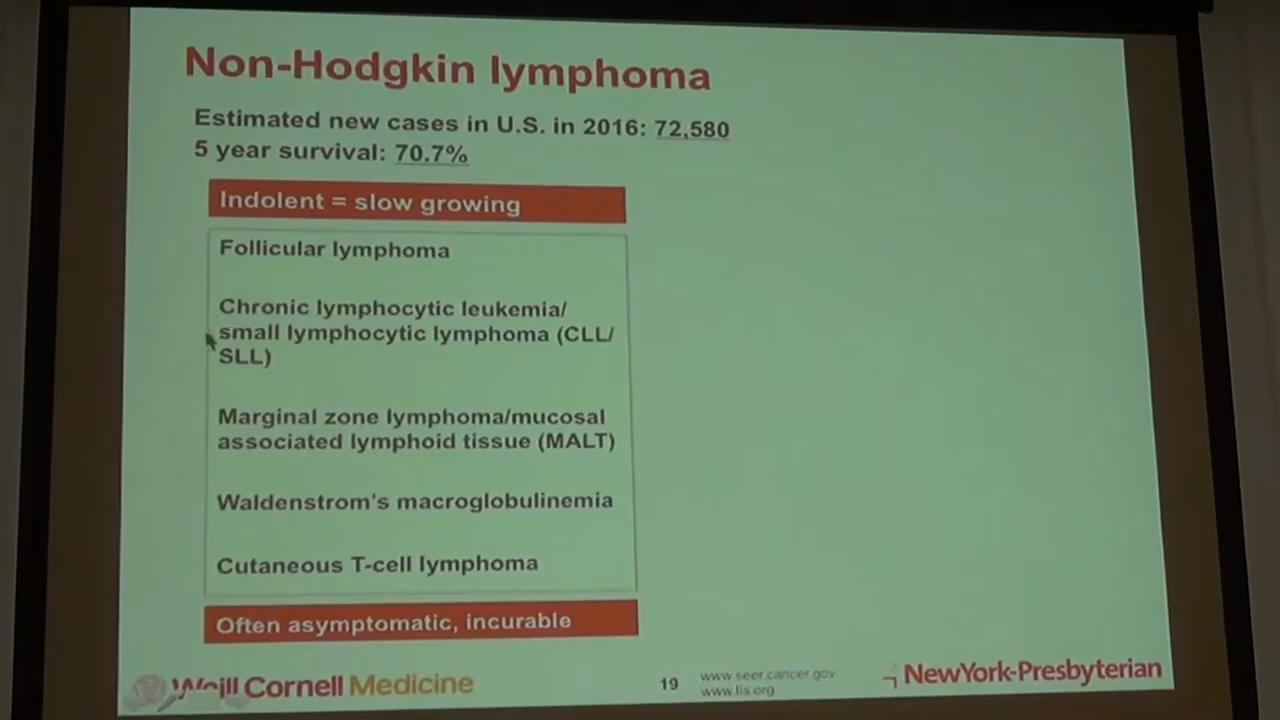 Non-Hodgkin lymphoma
Estimated new cases in U.S. in 2016: 72,580
5 year survival: 70.7%
Indolent = slow growing
Follicular lymphoma
Chronic lymphocytic leukemia/
small lymphocytic lymphoma (CLL/
SLL)
Marginal zone lymphoma/mucosal
associated lymphoid tissue (MALT)
Waldenstrom's macroglobulinemia
Cutaneous T-cell lymphoma
Often asymptomatic, incurable
Weill Cornell Medicine
19
www.seer.cancer.gov
www.lls.org
NewYork-Presbyterian